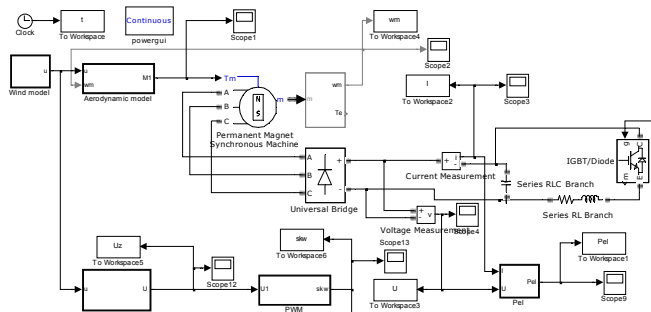 t
Clock
To Workspace
Continuous
powergui
Scope1
wm
To Workspace4
Scope2
u
Wind model
u
wm
M1
Aerodynamic model
Tm
m
A
B
C
N
S
Permanent Magnet
Synchronous Machine
m
wm
Te
I
To Workspace2
Scope3
A
B
C
+
-
Universal Bridge
+
-
i
Current Measurement
Series RLC Branch
g
C
m
E
IGBT/Diode
Series RL Branch
+
-
v
Voltage Measurement
Scope4
Uz
To Workspace5
Scope12
skw
To Workspace6
Scope13
u
U
U1
skw
PWM
U
To Workspace3
I
U
Pel
Pel
Pel
To Workspace1
Scope9